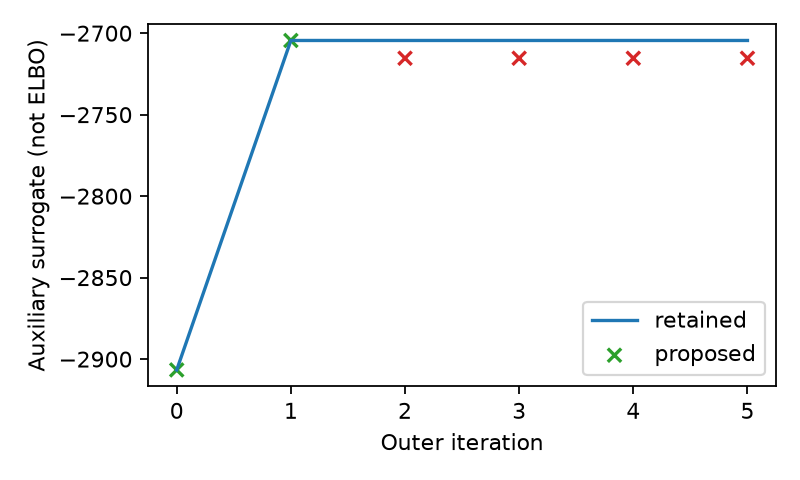 Auxiliary surrogate (not ELBO)
−2700
−2750
−2800
−2850
−2900
retained
proposed
0 1 2 3 4 5
Outer iteration